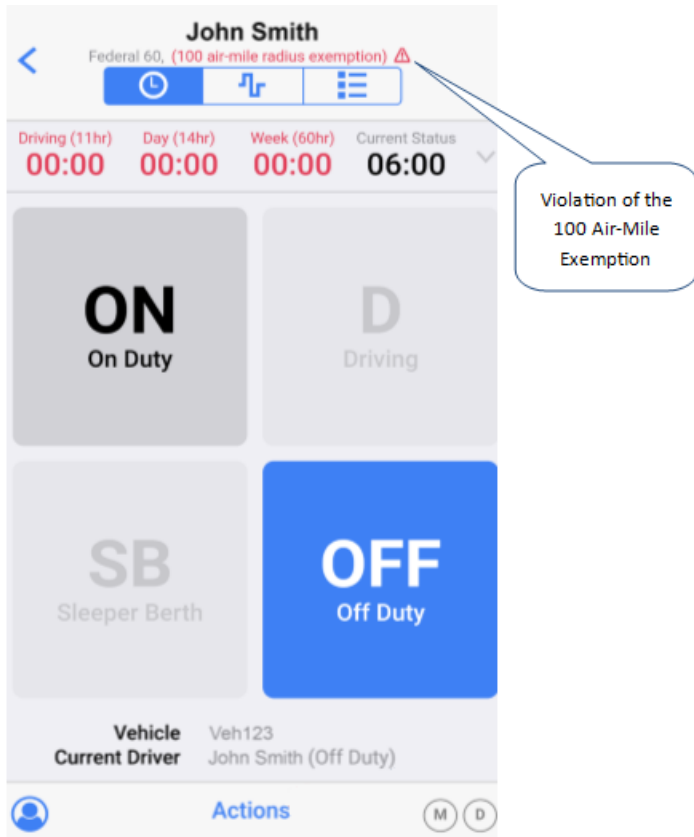 John Smith
Federal 60, (100 air-mile radius exemption)
Driving (11hr) Day (14hr) Week (60hr) Current Status
00:00 00:00 00:00 06:00
Violation of the
100 Air-Mile
Exemption
ON
On Duty
D
Driving
SB
Sleeper Berth
OFF
Off Duty
Vehicle Veh123
Current Driver John Smith (Off Duty)
Actions M D